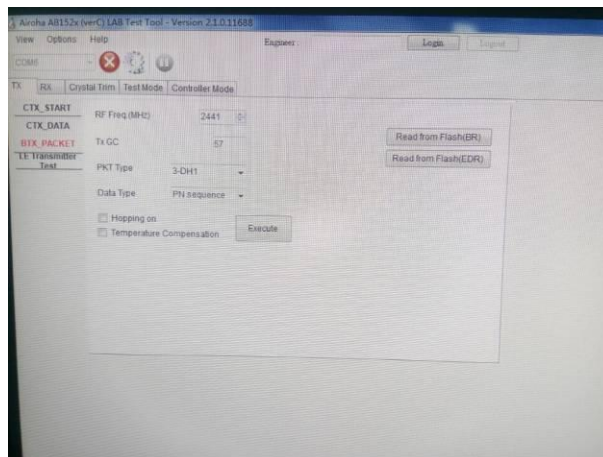 Airoha AB152x (verC) LAB Test Tool - Version 2.1.0.11688
View Options Help
Engineer : Login Logout
COM6
TX RX Crystal Trim Test Mode Controller Mode
CTX_START
CTX_DATA
BTX_PACKET
LE Transmitter
Test
RF Freq.(MHz) 2441
Tx GC 57
PKT Type 3-DH1
Data Type PN sequence
Hopping on
Temperature Compensation
Execute
Read from Flash(BR)
Read from Flash(EDR)